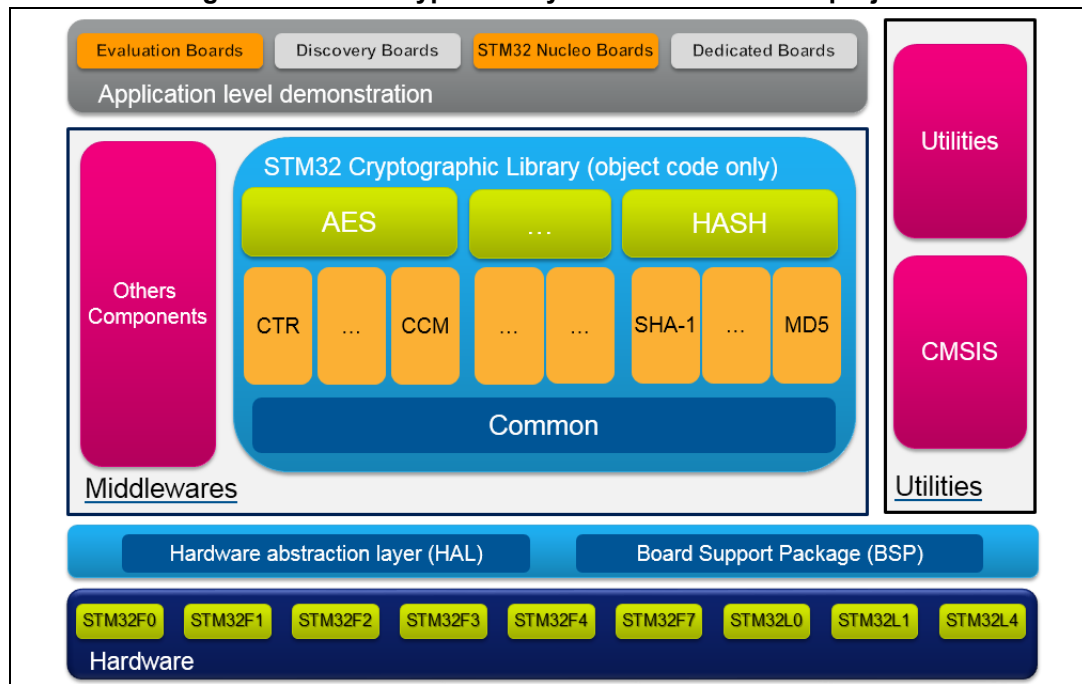 Evaluation Boards
Discovery Boards
STM32 Nucleo Boards
Dedicated Boards
Application level demonstration
Others
Components
STM32 Cryptographic Library (object code only)
AES
...
HASH
CTR
...
CCM
...
...
SHA-1
...
MD5
Common
Middlewares
Utilities
CMSIS
Utilities
Hardware abstraction layer (HAL)
Board Support Package (BSP)
STM32F0
STM32F1
STM32F2
STM32F3
STM32F4
STM32F7
STM32L0
STM32L1
STM32L4
Hardware